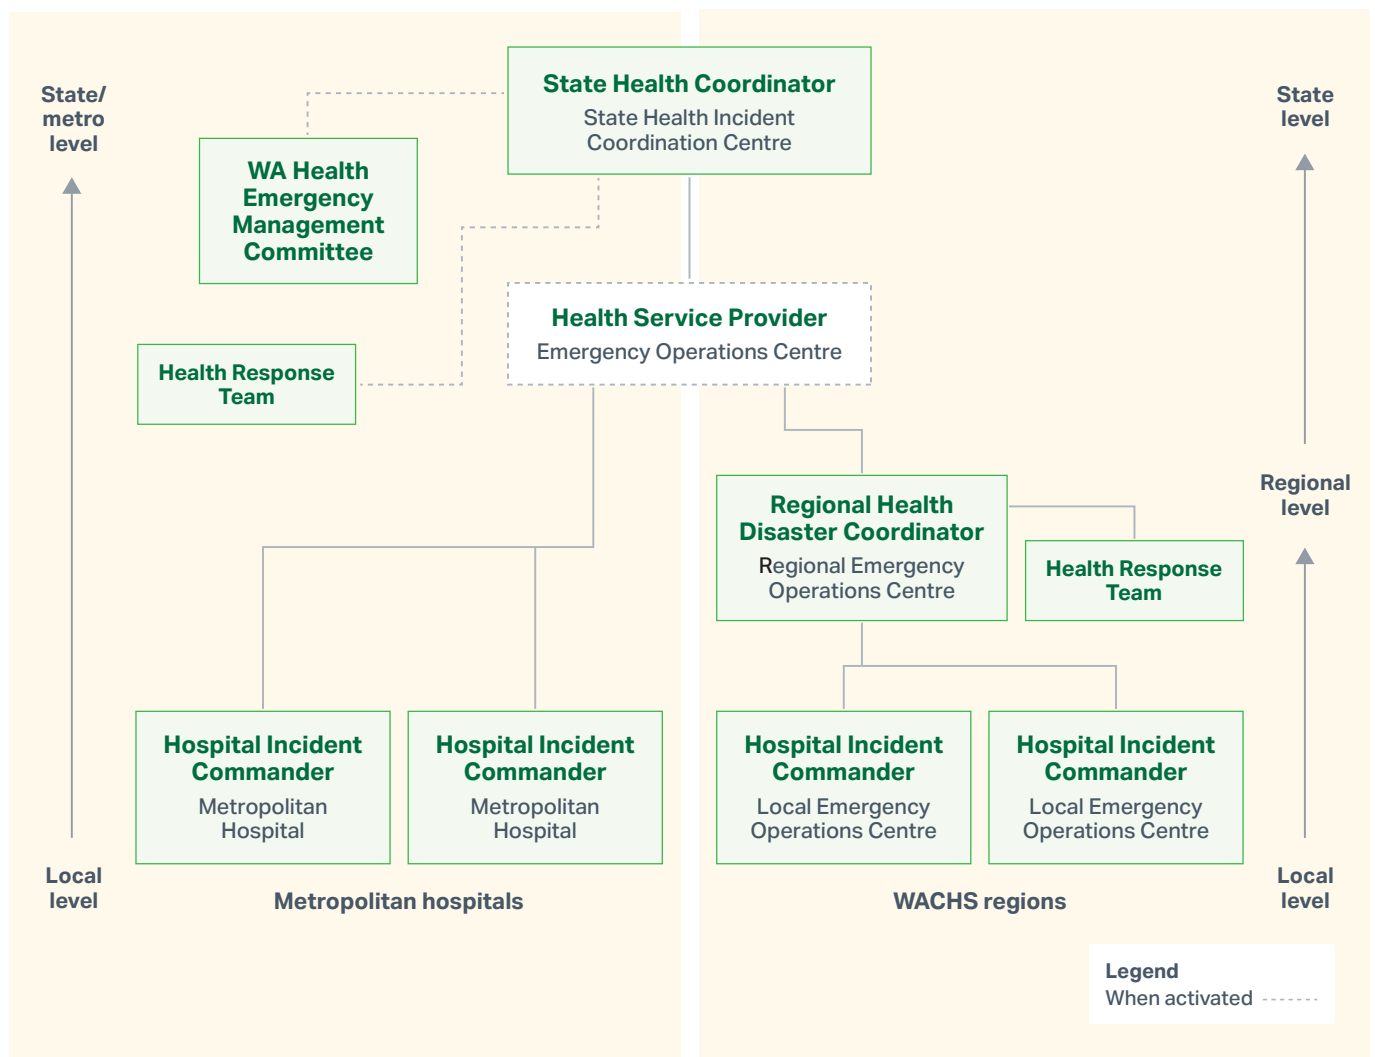 State/
metro
level
State Health Coordinator
State Health Incident
Coordination Centre
State
level
WA Health
Emergency
Management
Committee
Health Service Provider
Emergency Operations Centre
Health Response
Team
Regional Health
Disaster Coordinator
Regional Emergency
Operations Centre
Regional
level
Health Response
Team
Hospital Incident
Commander
Metropolitan
Hospital
Hospital Incident
Commander
Metropolitan
Hospital
Hospital Incident
Commander
Local Emergency
Operations Centre
Hospital Incident
Commander
Local Emergency
Operations Centre
Local
level
Metropolitan hospitals
WACHS regions
Local
level
Legend
When activated